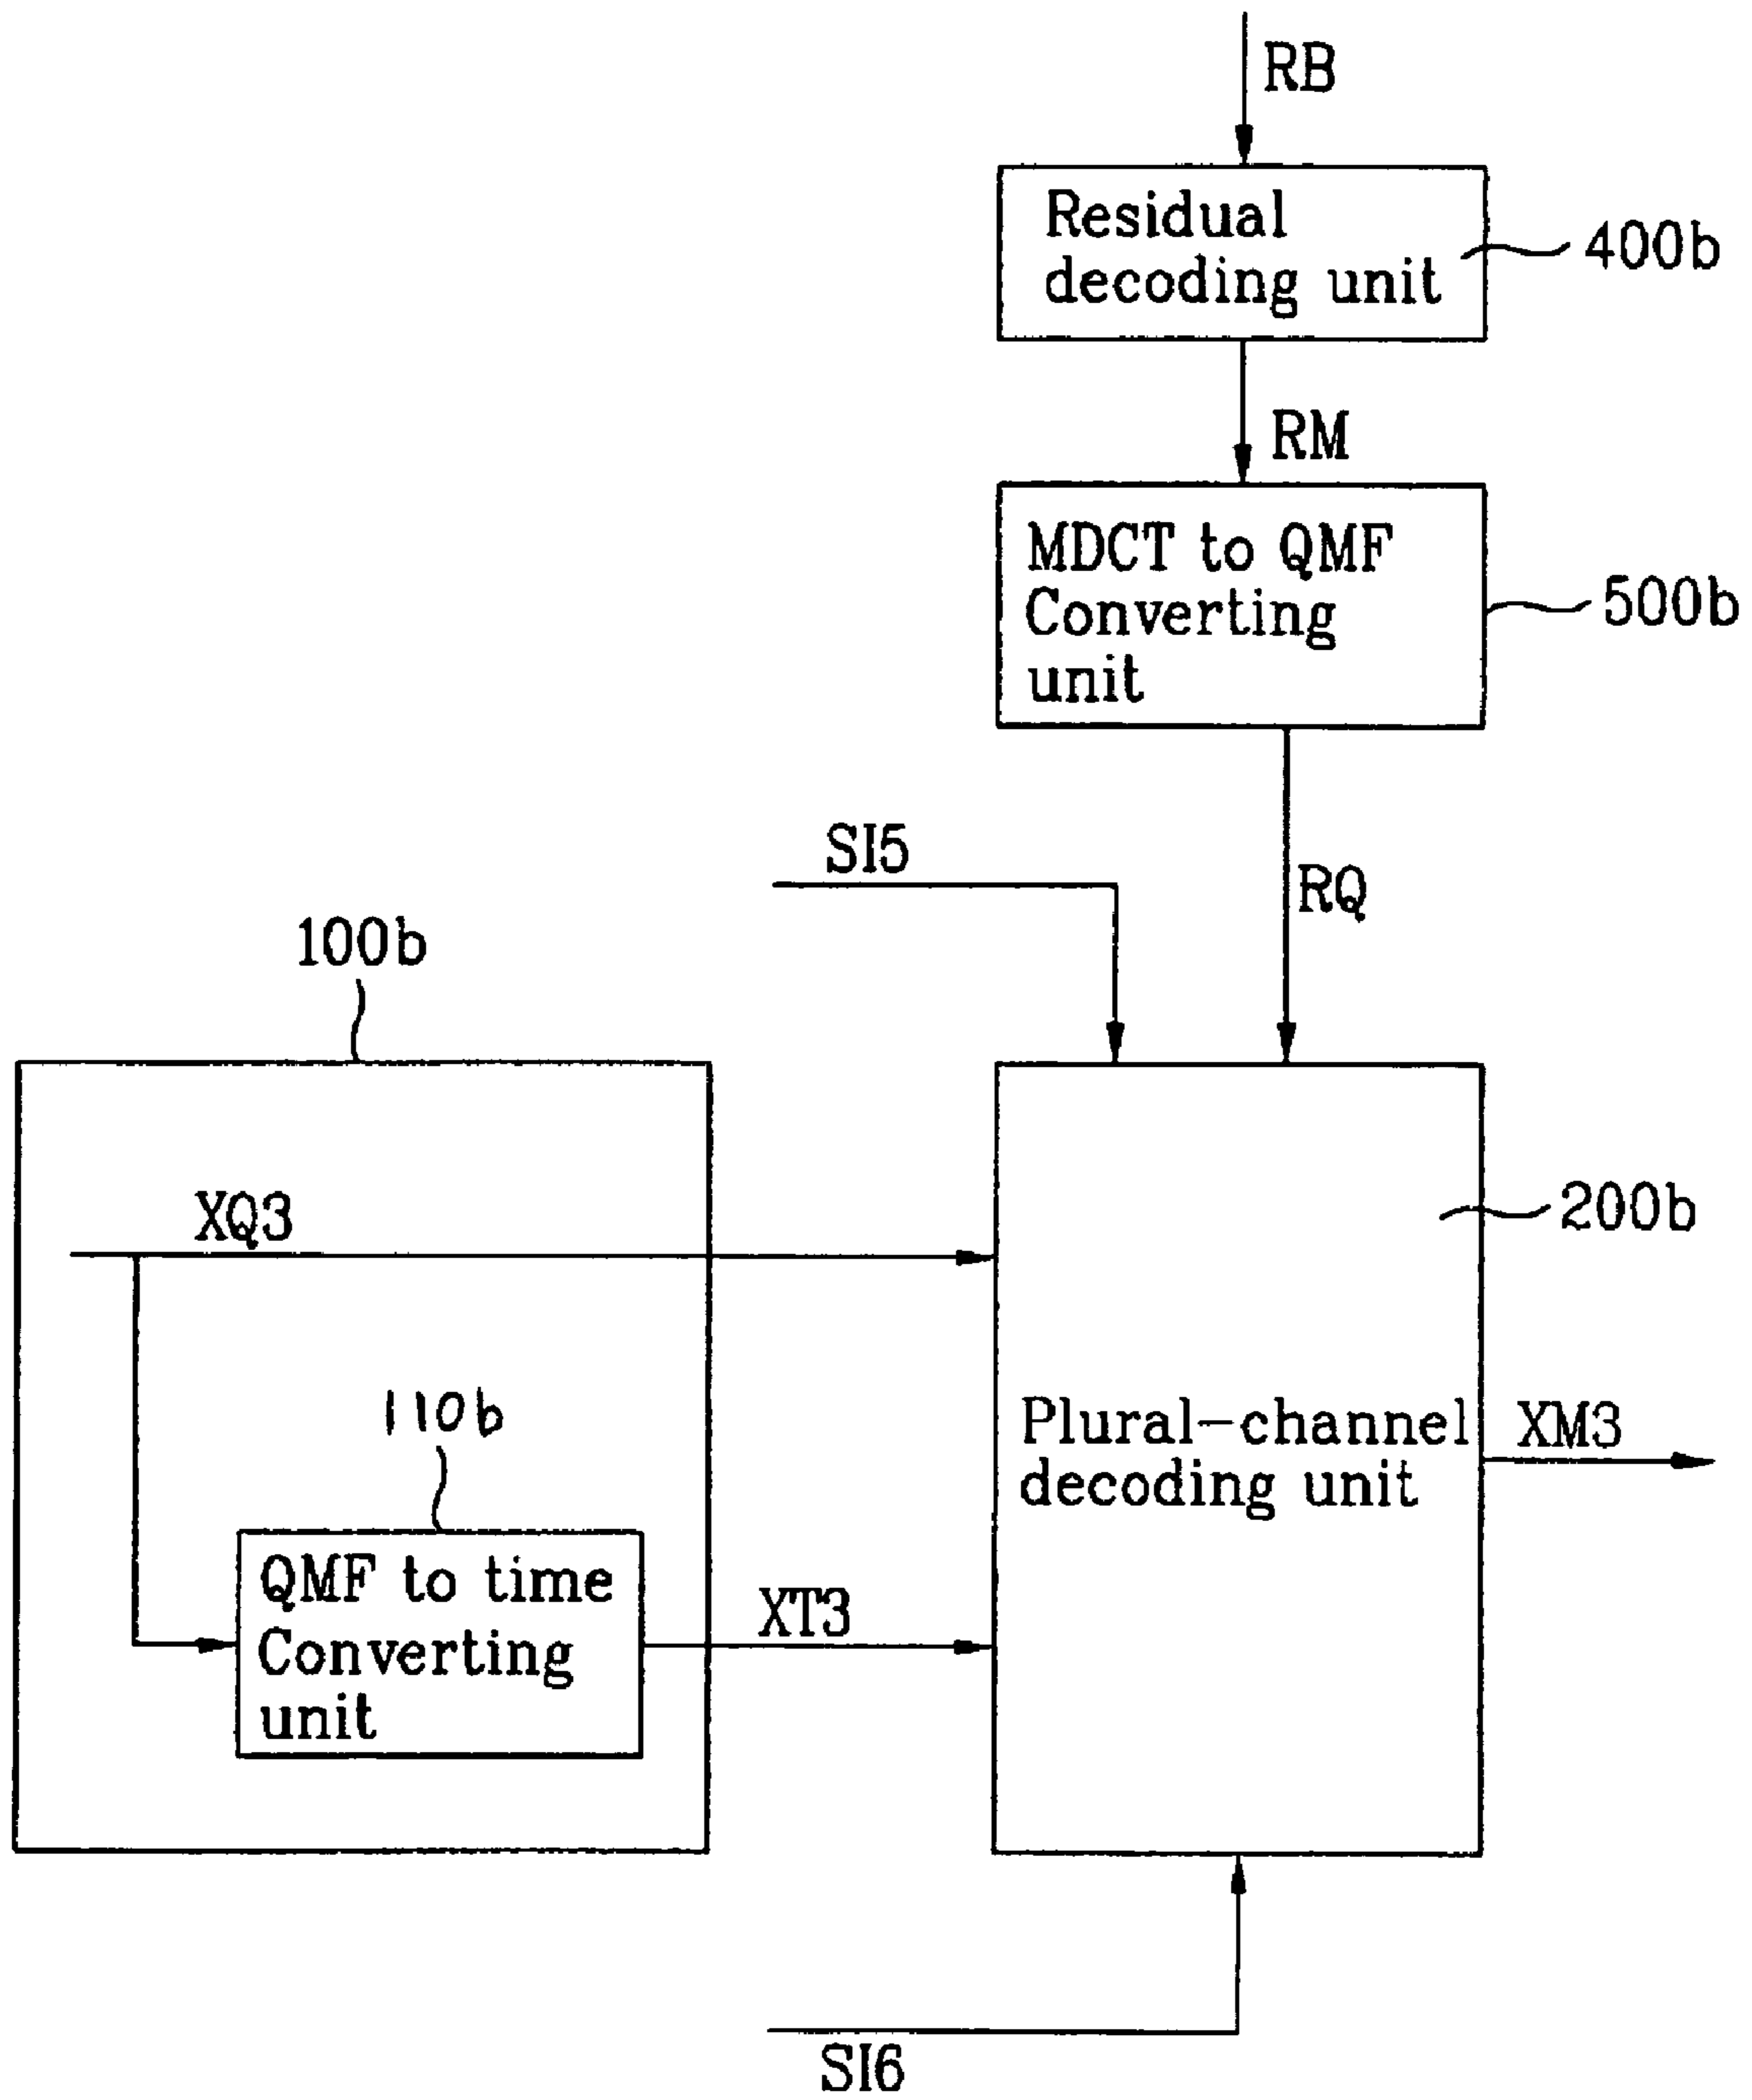 RB
Residual
decoding unit
400b
RM
MDCT to QMF
Converting
unit
500b
SI5
RQ
100b
XQ3
200b
110b
Plural-channel
decoding unit
XM3
QMF to time
Converting
unit
XT3
SI6